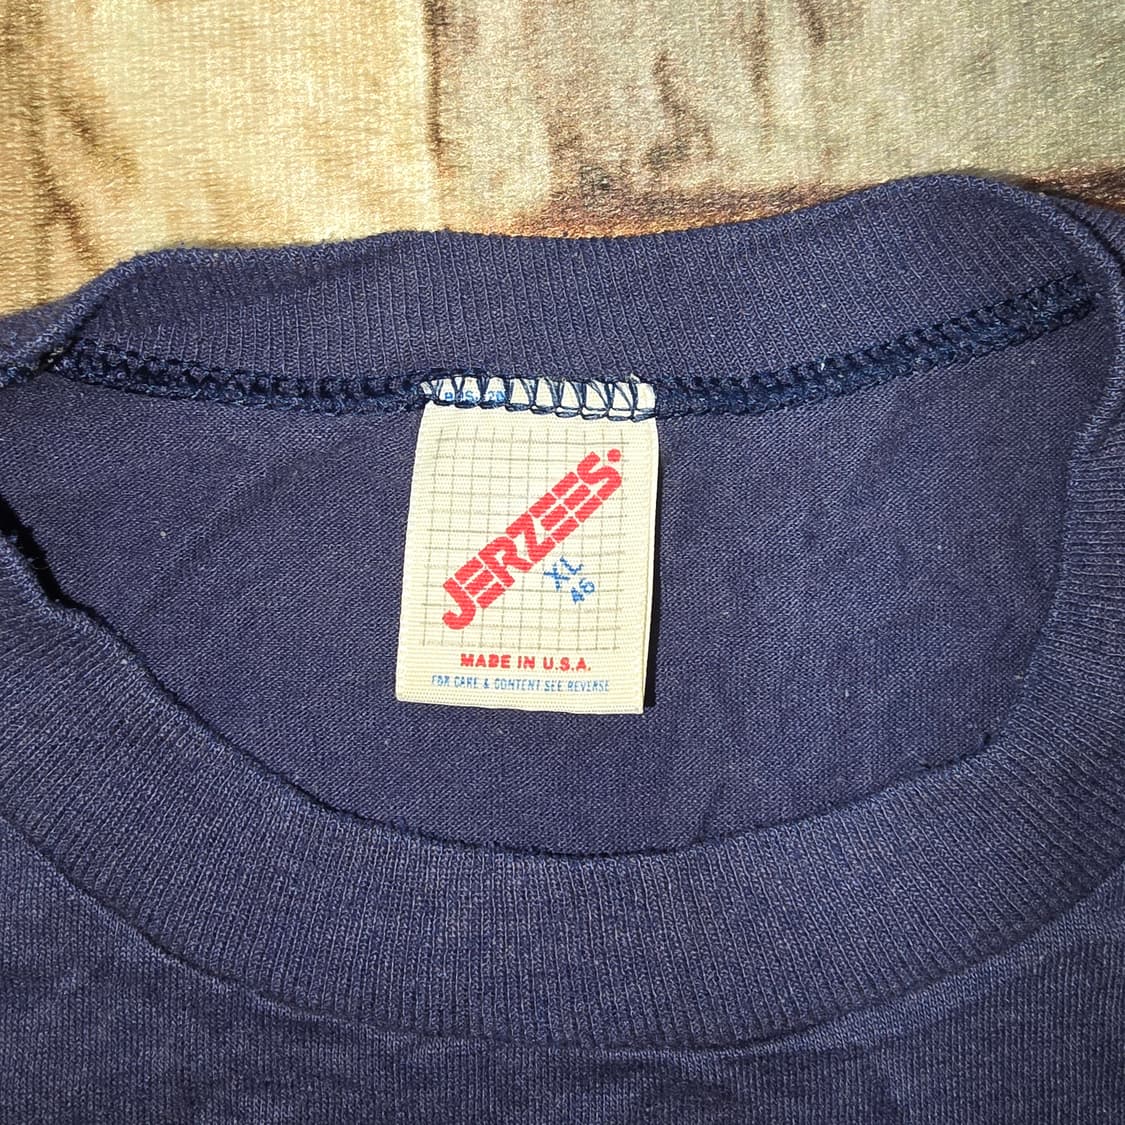 JERZEES
XL
46
MADE IN U.S.A.
FOR CARE & CONTENT SEE REVERSE